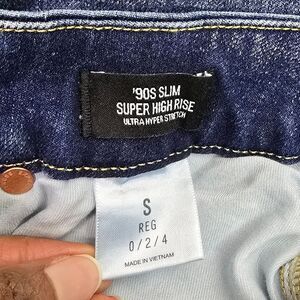 '90S SLIM
SUPER HIGH RISE
ULTRA HYPER STRETCH
S
REG
0/2/4
MADE IN VIETNAM